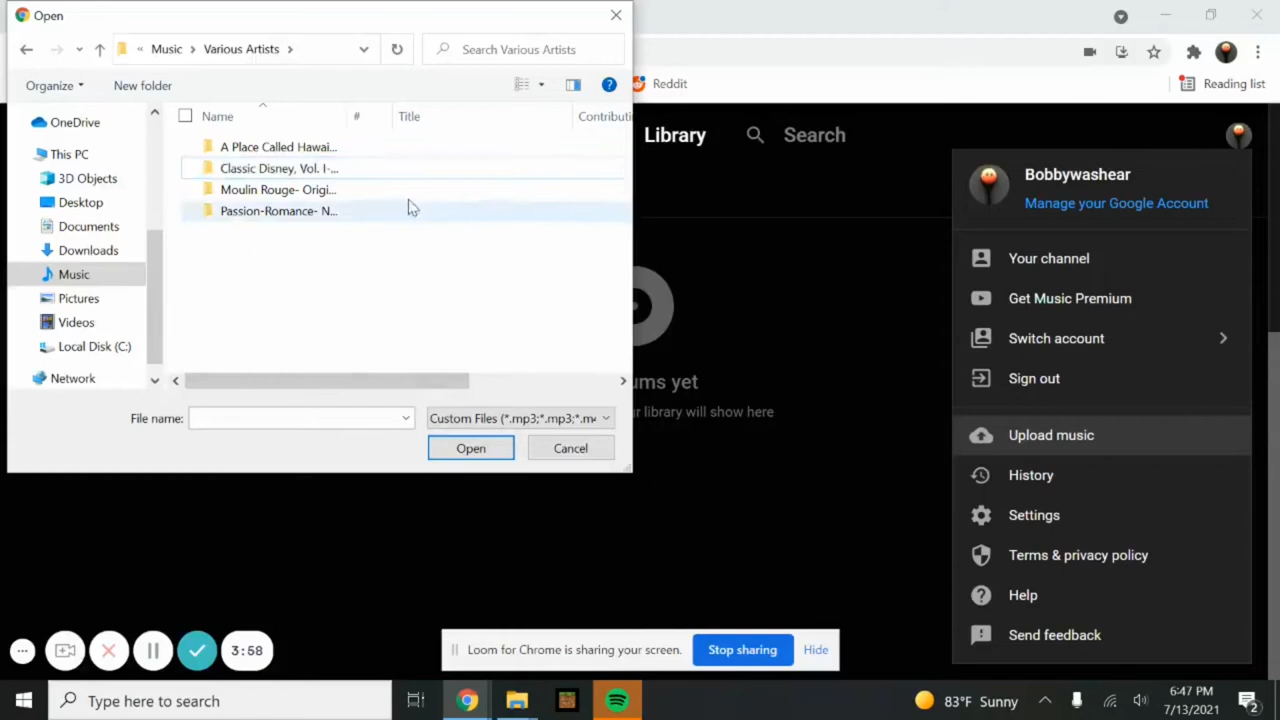 Open
Music
Various Artists
Search Various Artists
Organize
New folder
Reddit
Reading list
OneDrive
This PC
3D Objects
Desktop
Documents
Downloads
Music
Pictures
Videos
Local Disk (C:)
Network
Name
#
Title
Contributi
A Place Called Hawai...
Classic Disney, Vol. I-...
Moulin Rouge- Origi...
Passion-Romance- N...
File name:
Custom Files (*.mp3;*.mp3;*.m
Open
Cancel
Library
Search
ums yet
r library will show here
Bobbywashear
Manage your Google Account
Your channel
Get Music Premium
Switch account
Sign out
Upload music
History
Settings
Terms & privacy policy
Help
Send feedback
3:58
Loom for Chrome is sharing your screen.
Stop sharing
Hide
Type here to search
83°F Sunny
6:47 PM
7/13/2021
2